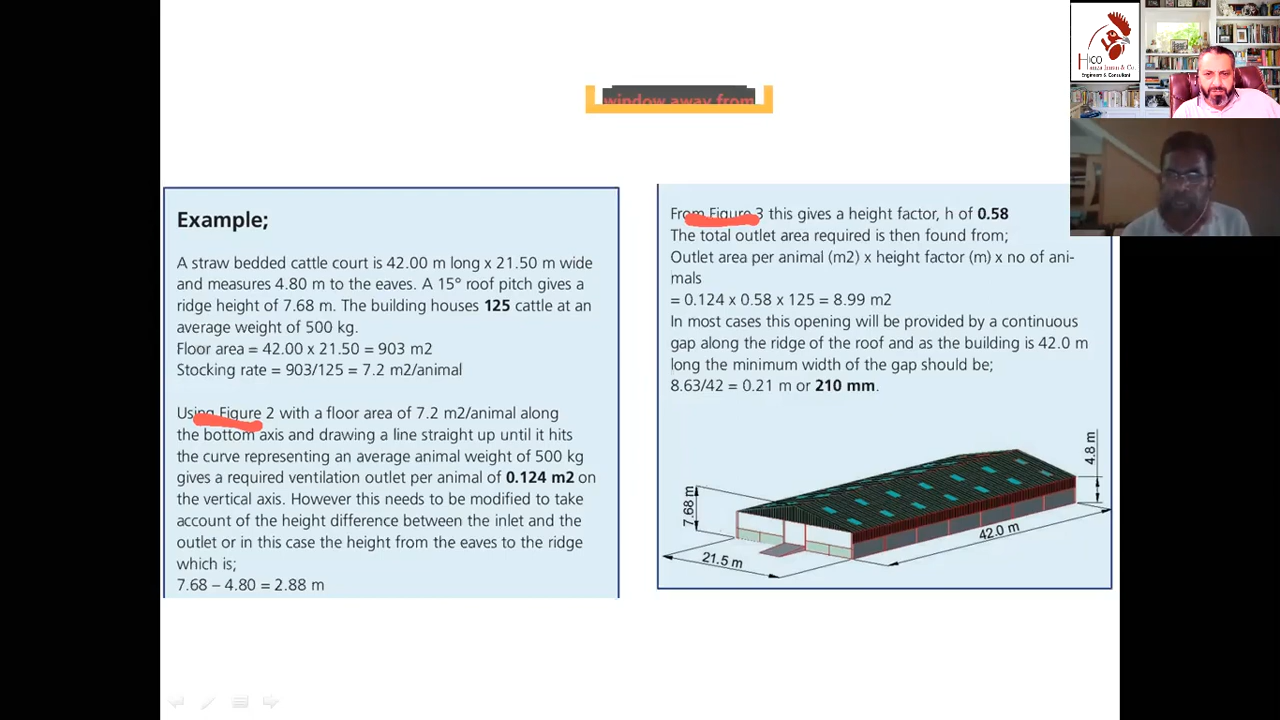 window away from
HICO
Engineers & Consultant
Example;
A straw bedded cattle court is 42.00 m long x 21.50 m wide
and measures 4.80 m to the eaves. A 15° roof pitch gives a
ridge height of 7.68 m. The building houses 125 cattle at an
average weight of 500 kg.
Floor area = 42.00 x 21.50 = 903 m2
Stocking rate = 903/125 = 7.2 m2/animal
Using Figure 2 with a floor area of 7.2 m2/animal along
the bottom axis and drawing a line straight up until it hits
the curve representing an average animal weight of 500 kg
gives a required ventilation outlet per animal of 0.124 m2 on
the vertical axis. However this needs to be modified to take
account of the height difference between the inlet and the
outlet or in this case the height from the eaves to the ridge
which is;
7.68 – 4.80 = 2.88 m
From Figure 3 this gives a height factor, h of 0.58
The total outlet area required is then found from;
Outlet area per animal (m2) x height factor (m) x no of ani-
mals
= 0.124 x 0.58 x 125 = 8.99 m2
In most cases this opening will be provided by a continuous
gap along the ridge of the roof and as the building is 42.0 m
long the minimum width of the gap should be;
8.63/42 = 0.21 m or 210 mm.
4.8 m
7.68 m
42.0 m
21.5 m